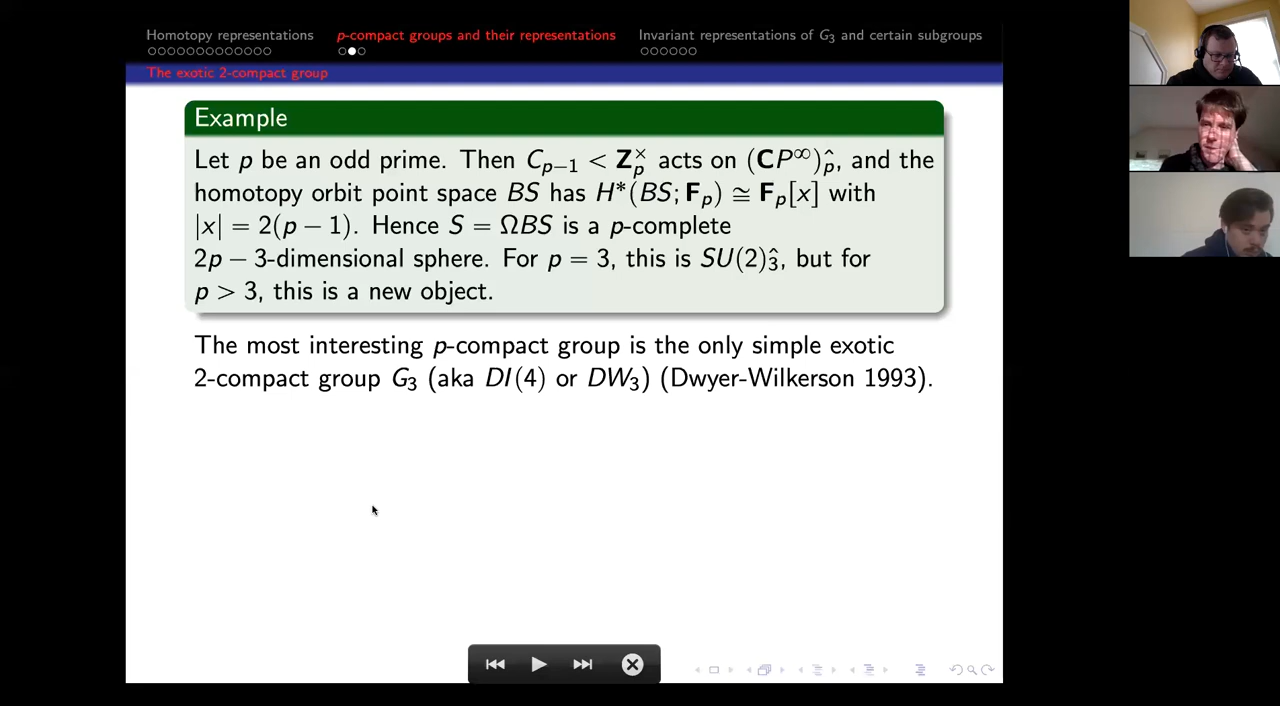 Homotopy representations
p-compact groups and their representations
Invariant representations of G₃ and certain subgroups
The exotic 2-compact group
Example
Let p be an odd prime. Then C_{p−1} < Z_p^× acts on (CP^∞)_p^ˆ, and the
homotopy orbit point space BS has H*(BS; F_p) ≅ F_p[x] with
|x| = 2(p − 1). Hence S = ΩBS is a p-complete
2p − 3-dimensional sphere. For p = 3, this is SU(2)_3^ˆ, but for
p > 3, this is a new object.
The most interesting p-compact group is the only simple exotic
2-compact group G₃ (aka DI(4) or DW₃) (Dwyer-Wilkerson 1993).